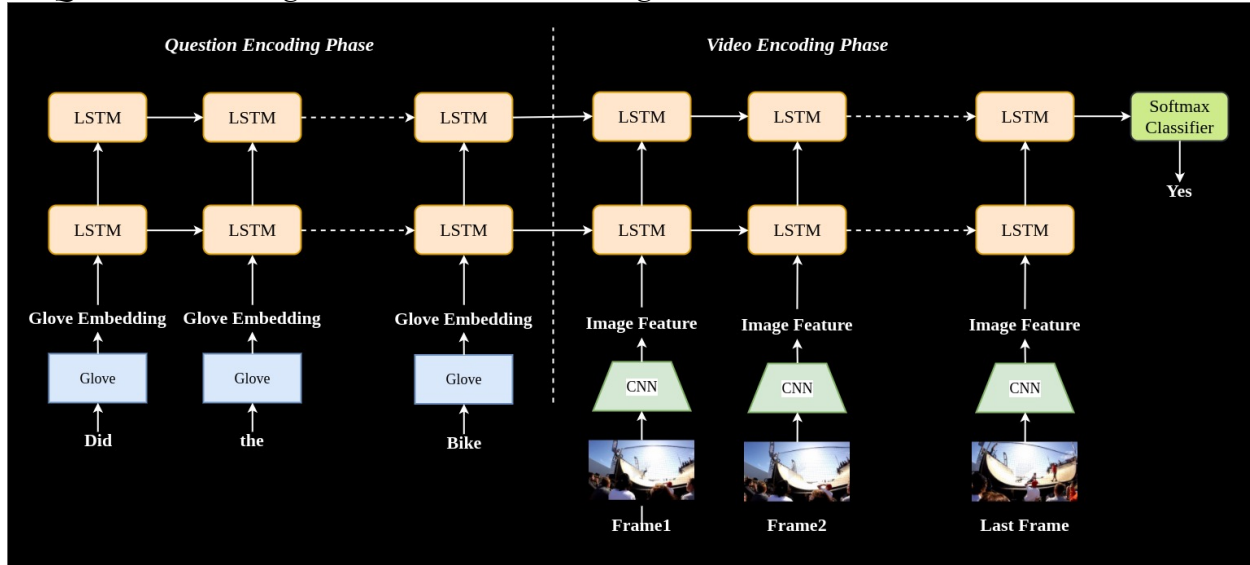 Question Encoding Phase
Video Encoding Phase
LSTM LSTM LSTM LSTM LSTM LSTM Softmax Classifier
Yes
LSTM LSTM LSTM LSTM LSTM LSTM
Glove Embedding Glove Embedding Glove Embedding Image Feature Image Feature Image Feature
Glove Glove Glove CNN CNN CNN
Did the Bike
Frame1 Frame2 Last Frame